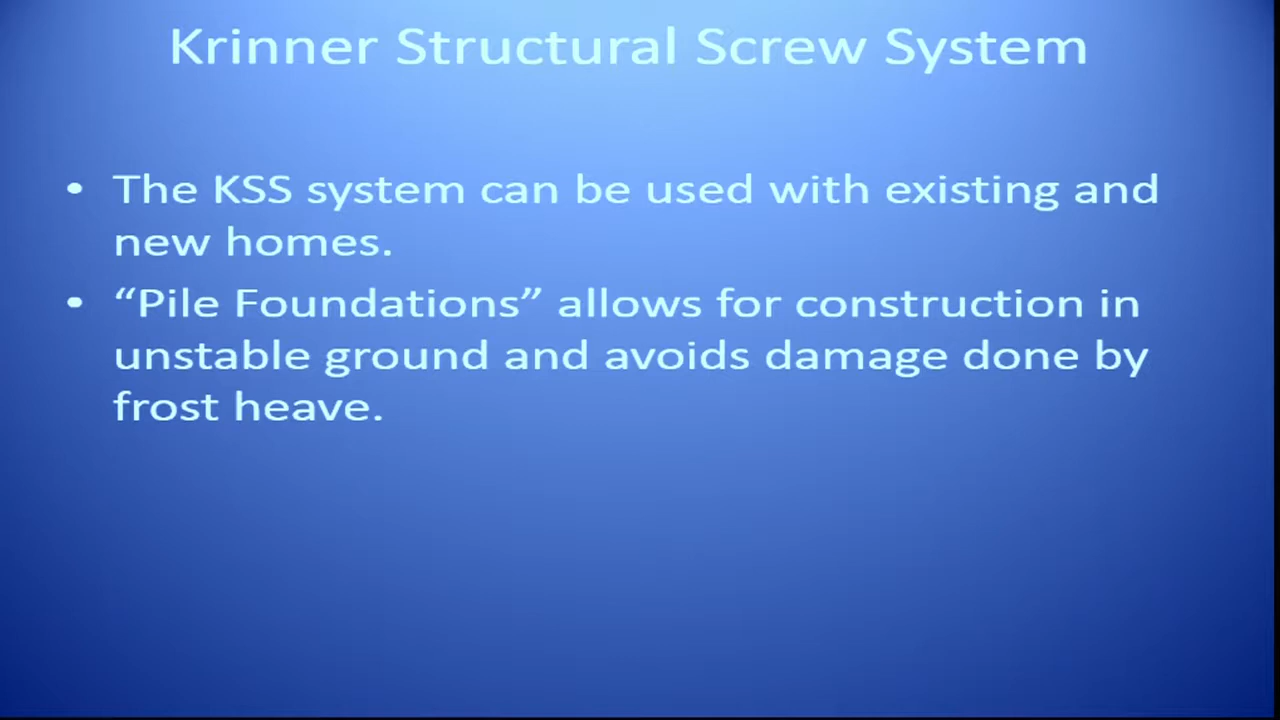 Krinner Structural Screw System
• The KSS system can be used with existing and
new homes.
• “Pile Foundations” allows for construction in
unstable ground and avoids damage done by
frost heave.